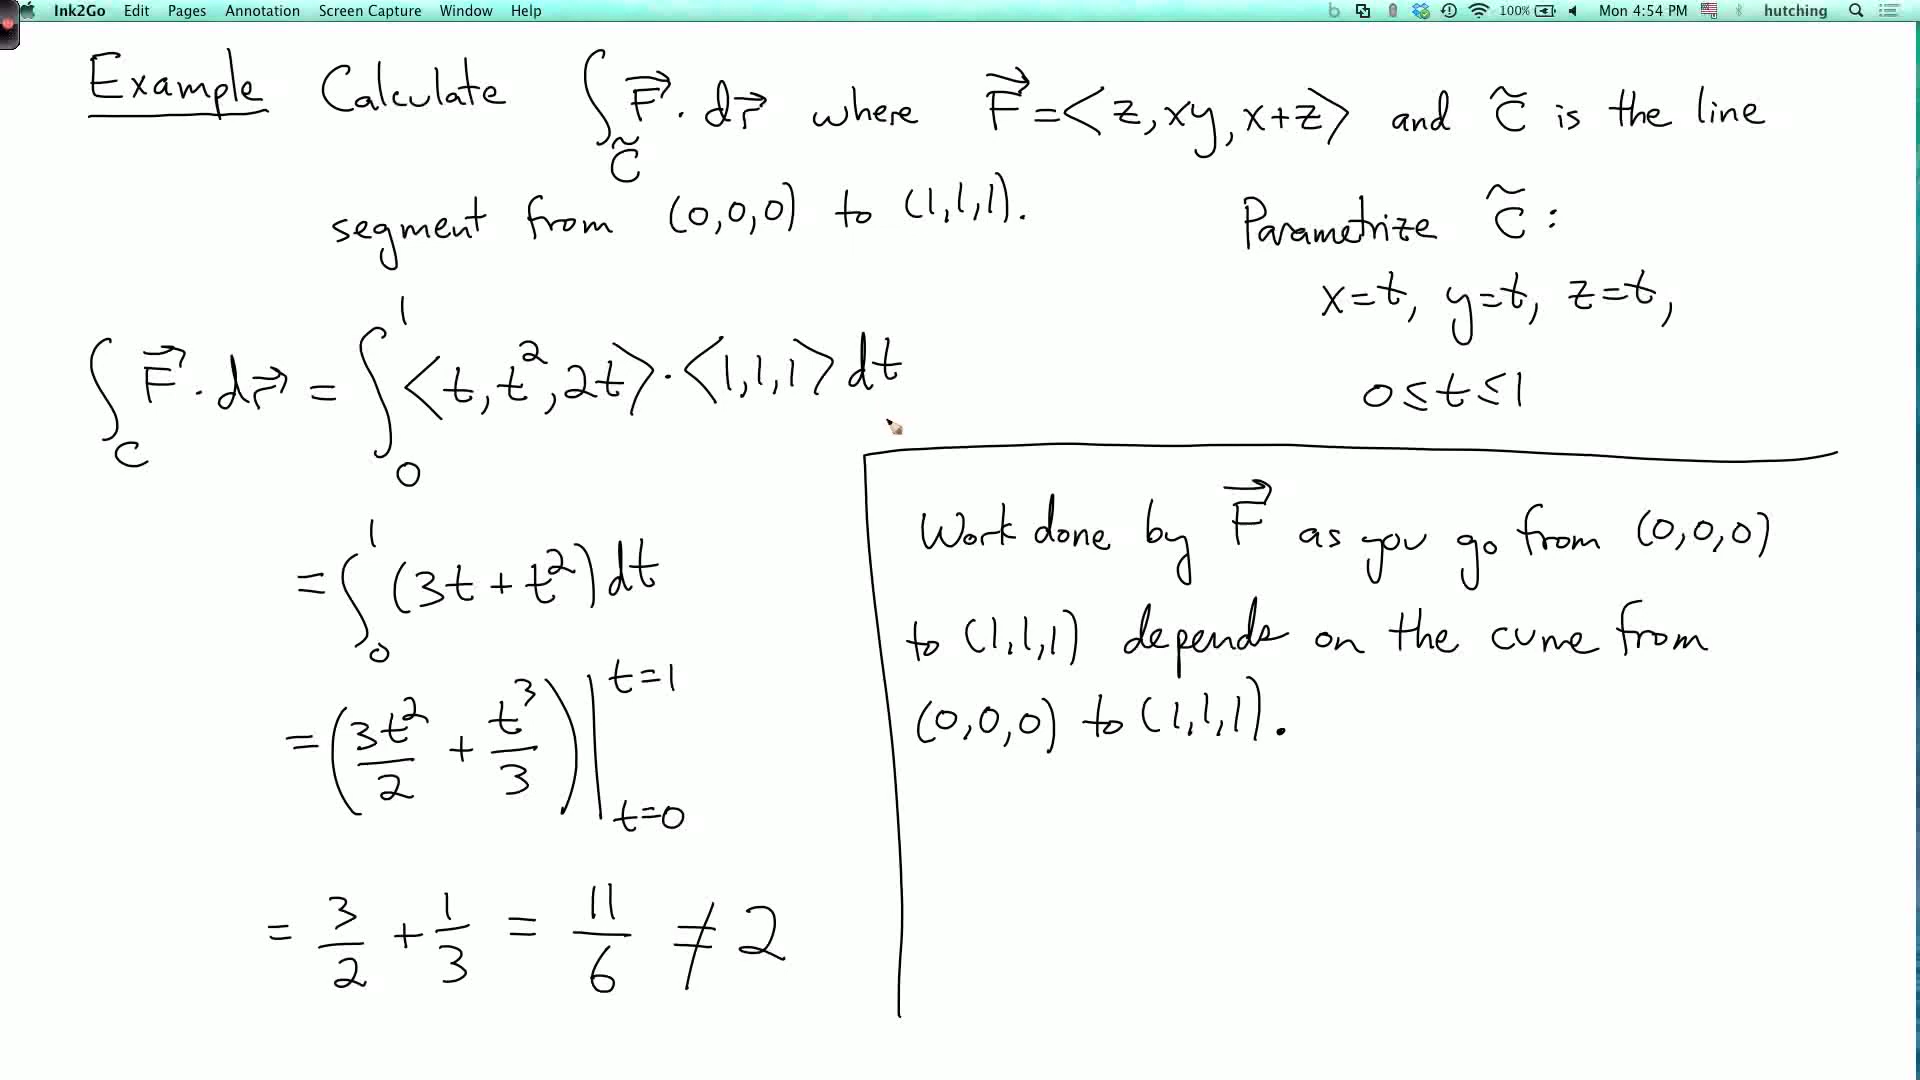 Ink2Go Edit Pages Annotation Screen Capture Window Help 100% Mon 4:54 PM hutching
Example Calculate ∫_C̃ F⃗ · dr⃗ where F⃗ = <z, xy, x+z> and C̃ is the line
segment from (0,0,0) to (1,1,1).
Parametrize C̃ :
x=t, y=t, z=t,
0≤t≤1
∫_C F⃗ · dr⃗ = ∫_0^1 <t, t², 2t> · <1,1,1> dt
= ∫_0^1 (3t + t²) dt
= (3t²/2 + t³/3) |_{t=0}^{t=1}
= 3/2 + 1/3 = 11/6 ≠ 2
Work done by F⃗ as you go from (0,0,0)
to (1,1,1) depends on the curve from
(0,0,0) to (1,1,1).